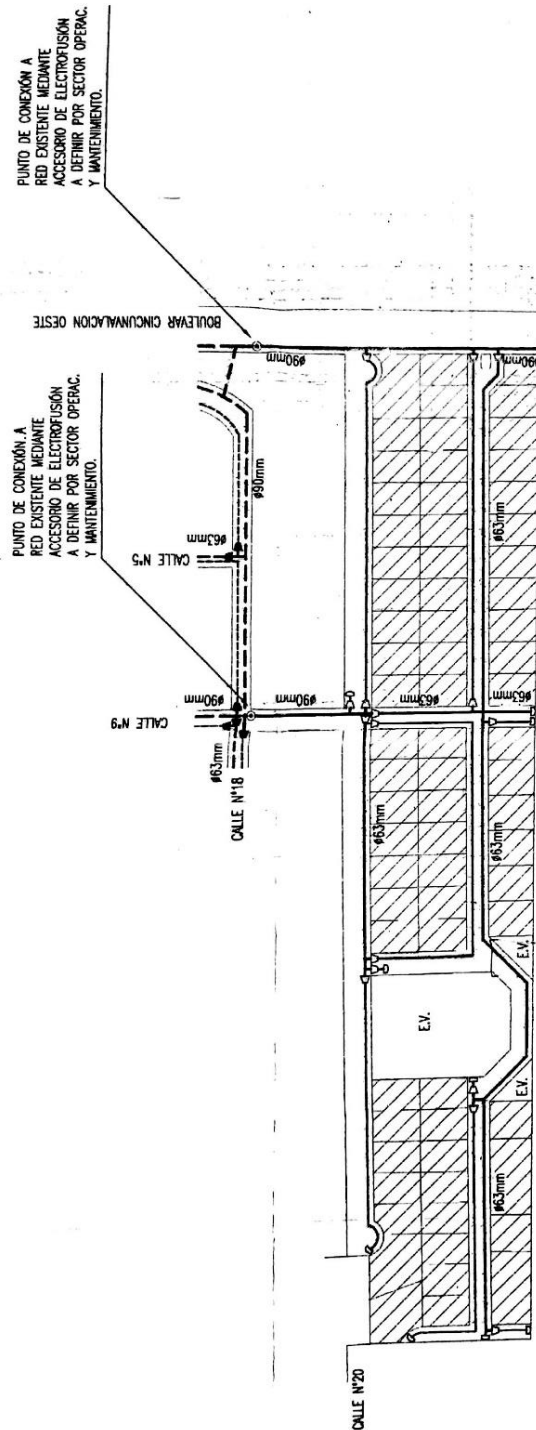 PUNTO DE CONEXIÓN A
RED EXISTENTE MEDIANTE
ACCESORIO DE ELECTROFUSIÓN
A DEFINIR POR SECTOR OPERAC.
Y MANTENIMIENTO.
PUNTO DE CONEXIÓN. A
RED EXISTENTE MEDIANTE
ACCESORIO DE ELECTROFUSIÓN
A DEFINIR POR SECTOR OPERAC.
Y MANTENIMIENTO.
BOULEVAR CINCUNVALACION OESTE
ø90mm
ø90mm
ø63mm
CALLE N°5
CALLE N°9
ø90mm
ø90mm
ø63mm
CALLE N°18
ø63mm
ø63mm
ø90mm
ø63mm
ø63mm
ø63mm
E.V.
E.V.
E.V.
ø63mm
CALLE N°20